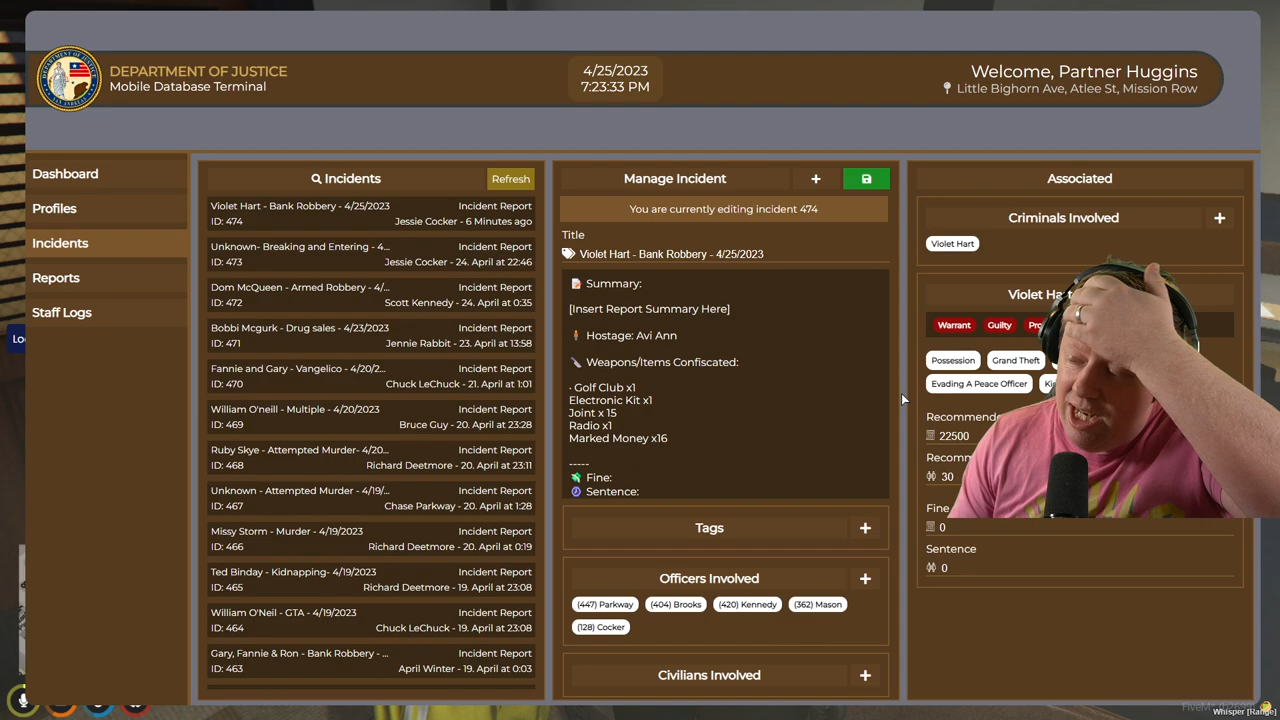 DEPARTMENT OF JUSTICE
Mobile Database Terminal
4/25/2023
7:23:33 PM
Welcome, Partner Huggins
Little Bighorn Ave, Atlee St, Mission Row
Dashboard
Profiles
Incidents
Reports
Staff Logs
Incidents
Refresh
Violet Hart - Bank Robbery - 4/25/2023 Incident Report
ID: 474 Jessie Cocker - 6 Minutes ago
Unknown- Breaking and Entering - 4... Incident Report
ID: 473 Jessie Cocker - 24. April at 22:46
Dom McQueen - Armed Robbery - 4/... Incident Report
ID: 472 Scott Kennedy - 24. April at 0:35
Bobbi Mcgurk - Drug sales - 4/23/2023 Incident Report
ID: 471 Jennie Rabbit - 23. April at 13:58
Fannie and Gary - Vangelico - 4/20/2... Incident Report
ID: 470 Chuck LeChuck - 21. April at 1:01
William O'neill - Multiple - 4/20/2023 Incident Report
ID: 469 Bruce Guy - 20. April at 23:28
Ruby Skye - Attempted Murder- 4/20... Incident Report
ID: 468 Richard Deetmore - 20. April at 23:11
Unknown - Attempted Murder - 4/19/... Incident Report
ID: 467 Chase Parkway - 20. April at 1:28
Missy Storm - Murder - 4/19/2023 Incident Report
ID: 466 Richard Deetmore - 20. April at 0:19
Ted Binday - Kidnapping- 4/19/2023 Incident Report
ID: 465 Richard Deetmore - 19. April at 23:08
William O'Neil - GTA - 4/19/2023 Incident Report
ID: 464 Chuck LeChuck - 19. April at 23:08
Gary, Fannie & Ron - Bank Robbery - ... Incident Report
ID: 463 April Winter - 19. April at 0:03
Manage Incident
You are currently editing incident 474
Title
Violet Hart - Bank Robbery - 4/25/2023
Summary:
[Insert Report Summary Here]
Hostage: Avi Ann
Weapons/Items Confiscated:
· Golf Club x1
Electronic Kit x1
Joint x 15
Radio x1
Marked Money x16
-----
Fine:
Sentence:
Tags
Officers Involved
(447) Parkway (404) Brooks (420) Kennedy (362) Mason
(128) Cocker
Civilians Involved
Associated
Criminals Involved
Violet Hart
Violet Ha
Warrant Guilty
Possession Grand Theft
Evading A Peace Officer
Recommen
22500
Recom
30
Fine
0
Sentence
0
Whisper [Range]